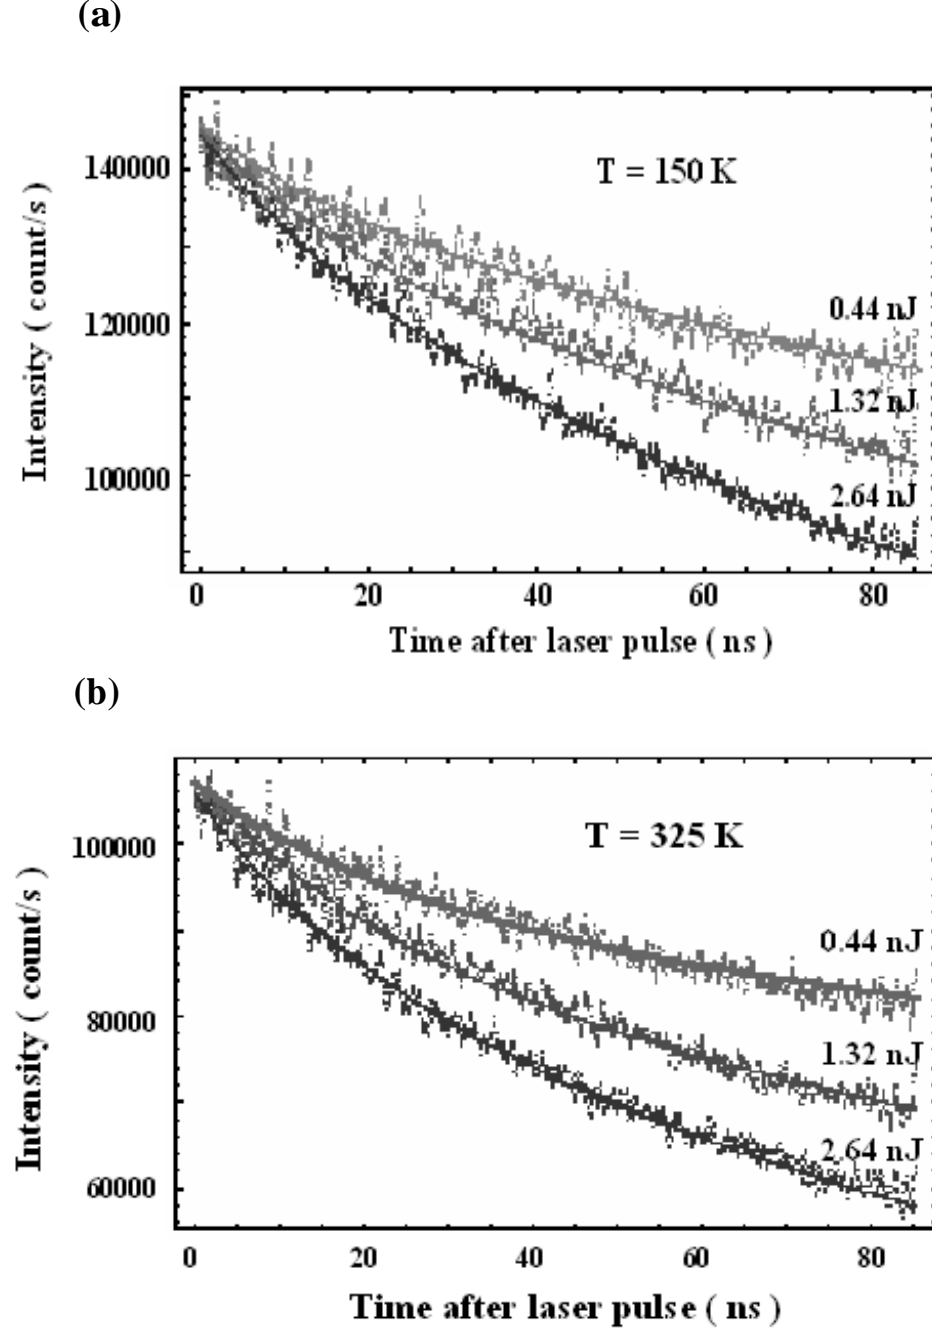 (a)
T = 150 K
140000
120000
100000
0.44 nJ
1.32 nJ
2.64 nJ
Intensity ( count/s )
0 20 40 60 80
Time after laser pulse ( ns )
(b)
T = 325 K
100000
80000
60000
0.44 nJ
1.32 nJ
2.64 nJ
Intensity ( count/s )
0 20 40 60 80
Time after laser pulse ( ns )